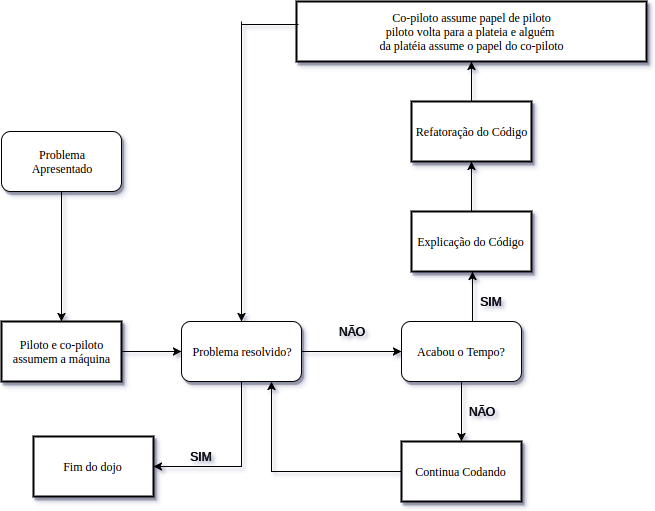 Co-piloto assume papel de piloto
piloto volta para a plateia e alguém
da platéia assume o papel do co-piloto
Refatoração do Código
Problema
Apresentado
Explicação do Código
SIM
NÃO
Piloto e co-piloto
assumem a máquina
Problema resolvido?
Acabou o Tempo?
NÃO
SIM
Fim do dojo
Continua Codando